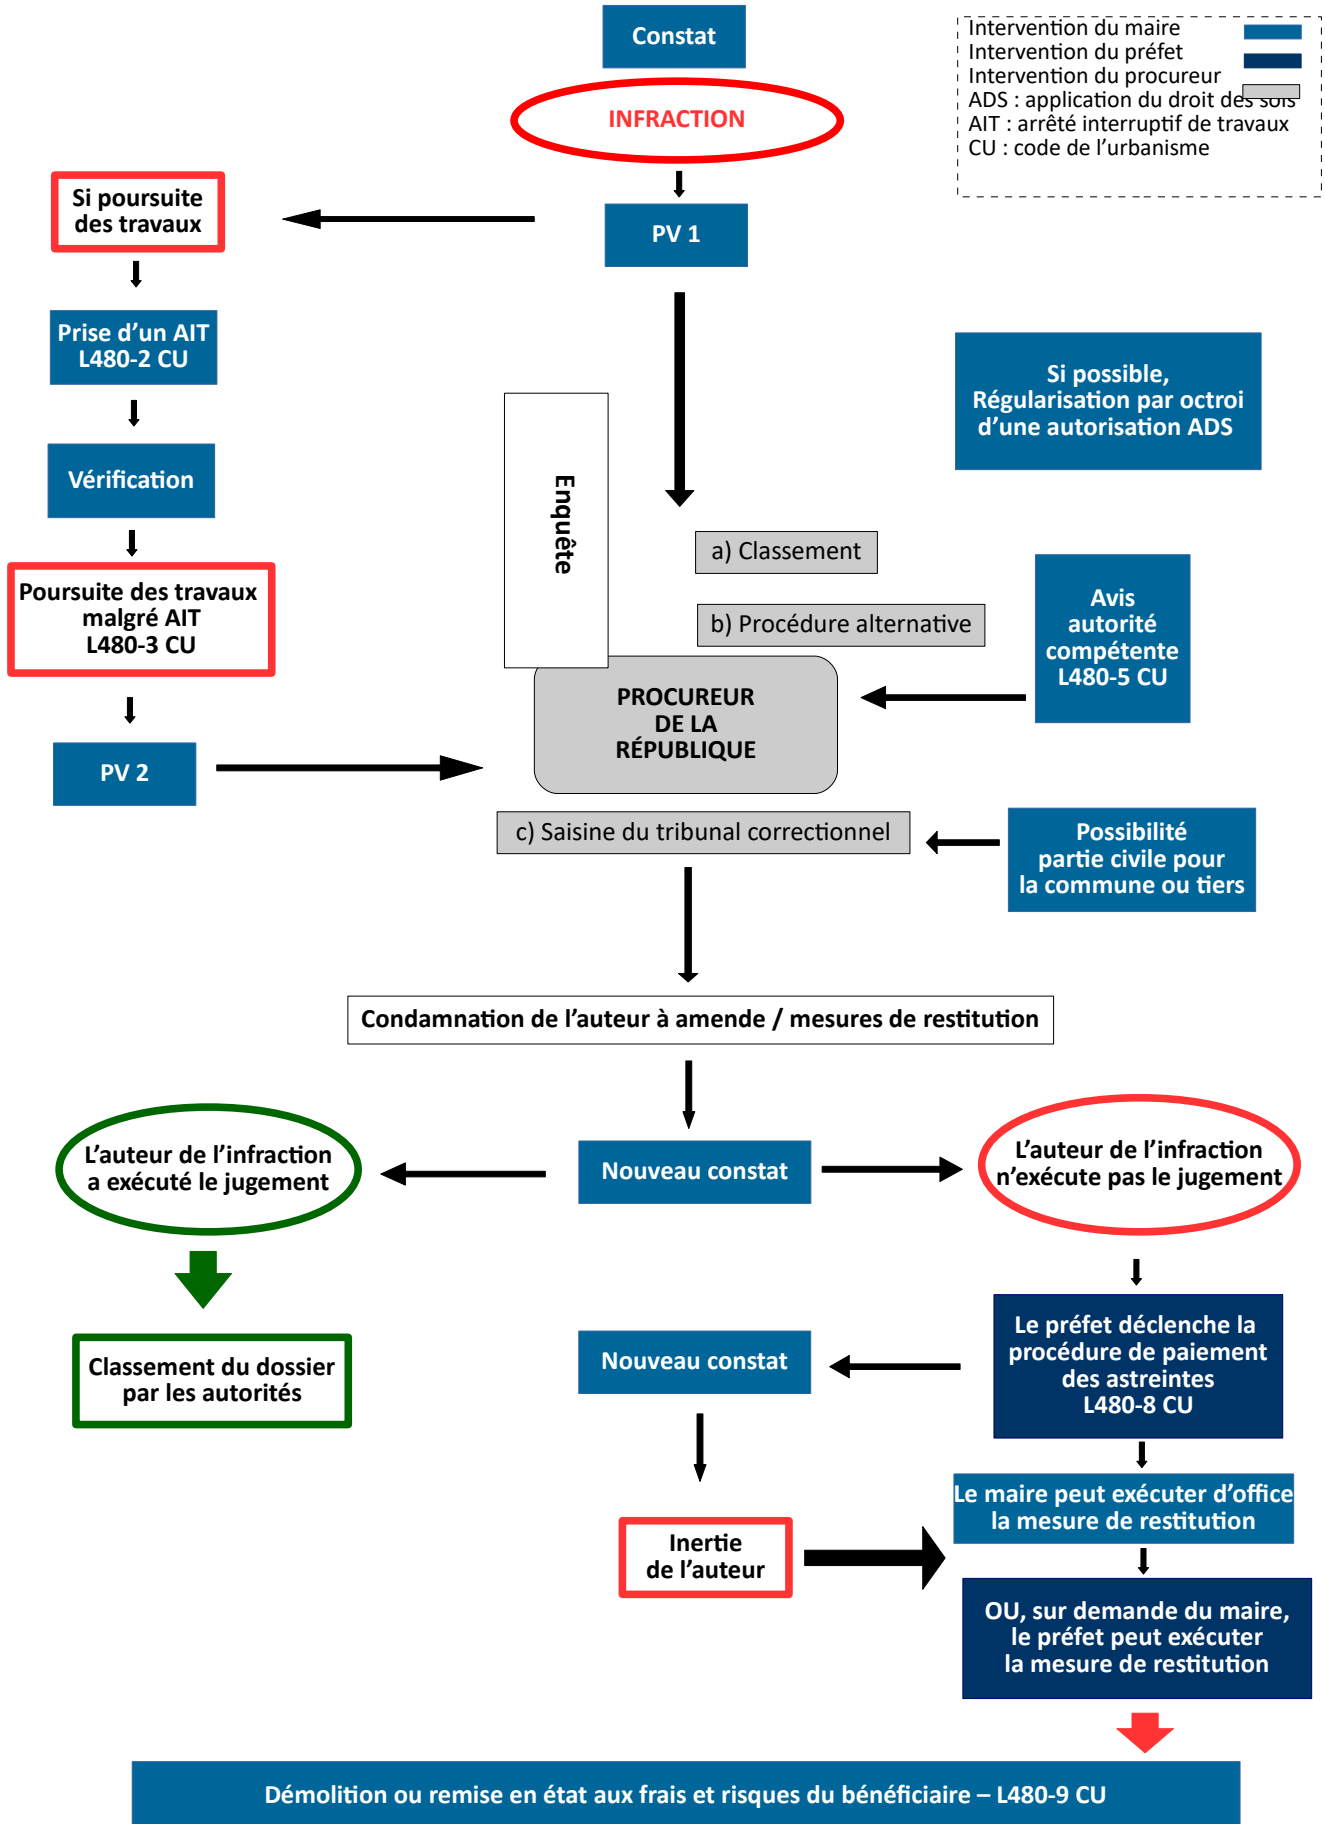 Constat
Intervention du maire
Intervention du préfet
Intervention du procureur
ADS : application du droit des sols
AIT : arrêté interruptif de travaux
CU : code de l’urbanisme
INFRACTION
Si poursuite
des travaux
PV 1
Prise d’un AIT
L480-2 CU
Si possible,
Régularisation par octroi
d’une autorisation ADS
Vérification
Enquête
a) Classement
Poursuite des travaux
malgré AIT
L480-3 CU
b) Procédure alternative
Avis
autorité
compétente
L480-5 CU
PROCUREUR
DE LA
RÉPUBLIQUE
PV 2
c) Saisine du tribunal correctionnel
Possibilité
partie civile pour
la commune ou tiers
Condamnation de l’auteur à amende / mesures de restitution
L’auteur de l’infraction
a exécuté le jugement
Nouveau constat
L’auteur de l’infraction
n’exécute pas le jugement
Classement du dossier
par les autorités
Nouveau constat
Le préfet déclenche la
procédure de paiement
des astreintes
L480-8 CU
Le maire peut exécuter d’office
la mesure de restitution
Inertie
de l’auteur
OU, sur demande du maire,
le préfet peut exécuter
la mesure de restitution
Démolition ou remise en état aux frais et risques du bénéficiaire – L480-9 CU